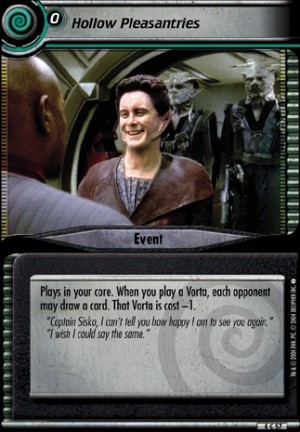 0 Hollow Pleasantries
Event
Plays in your core. When you play a Vorta, each opponent
may draw a card. That Vorta is cost –1.
"Captain Sisko, I can't tell you how happy I am to see you again."
"I wish I could say the same."